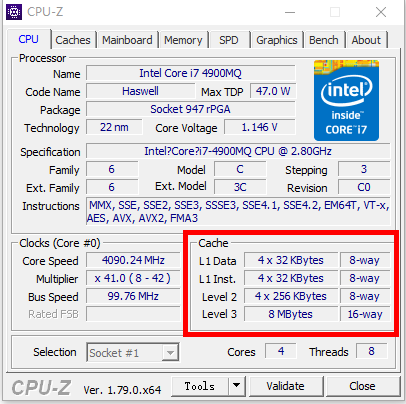 CPU-Z
CPU Caches Mainboard Memory SPD Graphics Bench About
Processor
Name Intel Core i7 4900MQ
Code Name Haswell Max TDP 47.0 W
Package Socket 947 rPGA
Technology 22 nm Core Voltage 1.146 V
intel
inside™
CORE™ i7
Specification Intel?Core?i7-4900MQ CPU @ 2.80GHz
Family 6 Model C Stepping 3
Ext. Family 6 Ext. Model 3C Revision C0
Instructions MMX, SSE, SSE2, SSE3, SSSE3, SSE4.1, SSE4.2, EM64T, VT-x,
AES, AVX, AVX2, FMA3
Clocks (Core #0)
Core Speed 4090.24 MHz
Multiplier x 41.0 ( 8 - 42 )
Bus Speed 99.76 MHz
Rated FSB
Cache
L1 Data 4 x 32 KBytes 8-way
L1 Inst. 4 x 32 KBytes 8-way
Level 2 4 x 256 KBytes 8-way
Level 3 8 MBytes 16-way
Selection Socket #1 Cores 4 Threads 8
CPU-Z Ver. 1.79.0.x64 Tools Validate Close